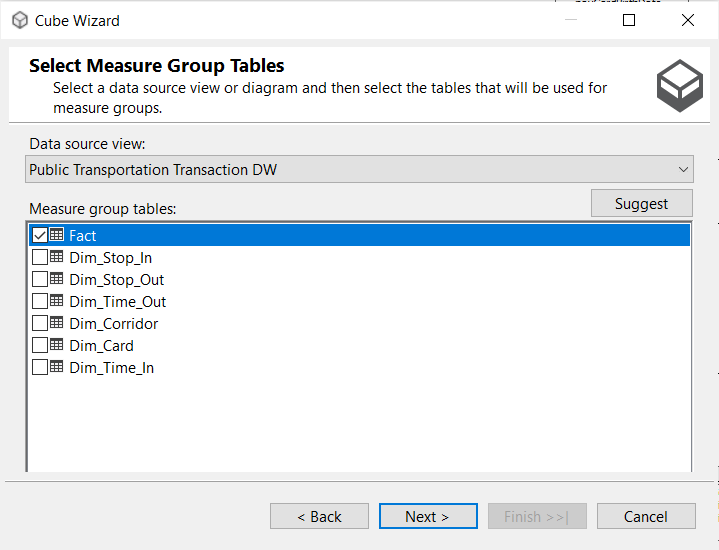 Cube Wizard
Select Measure Group Tables
Select a data source view or diagram and then select the tables that will be used for
measure groups.
Data source view:
Public Transportation Transaction DW
Suggest
Measure group tables:
Fact
Dim_Stop_In
Dim_Stop_Out
Dim_Time_Out
Dim_Corridor
Dim_Card
Dim_Time_In
< Back
Next >
Finish >>|
Cancel